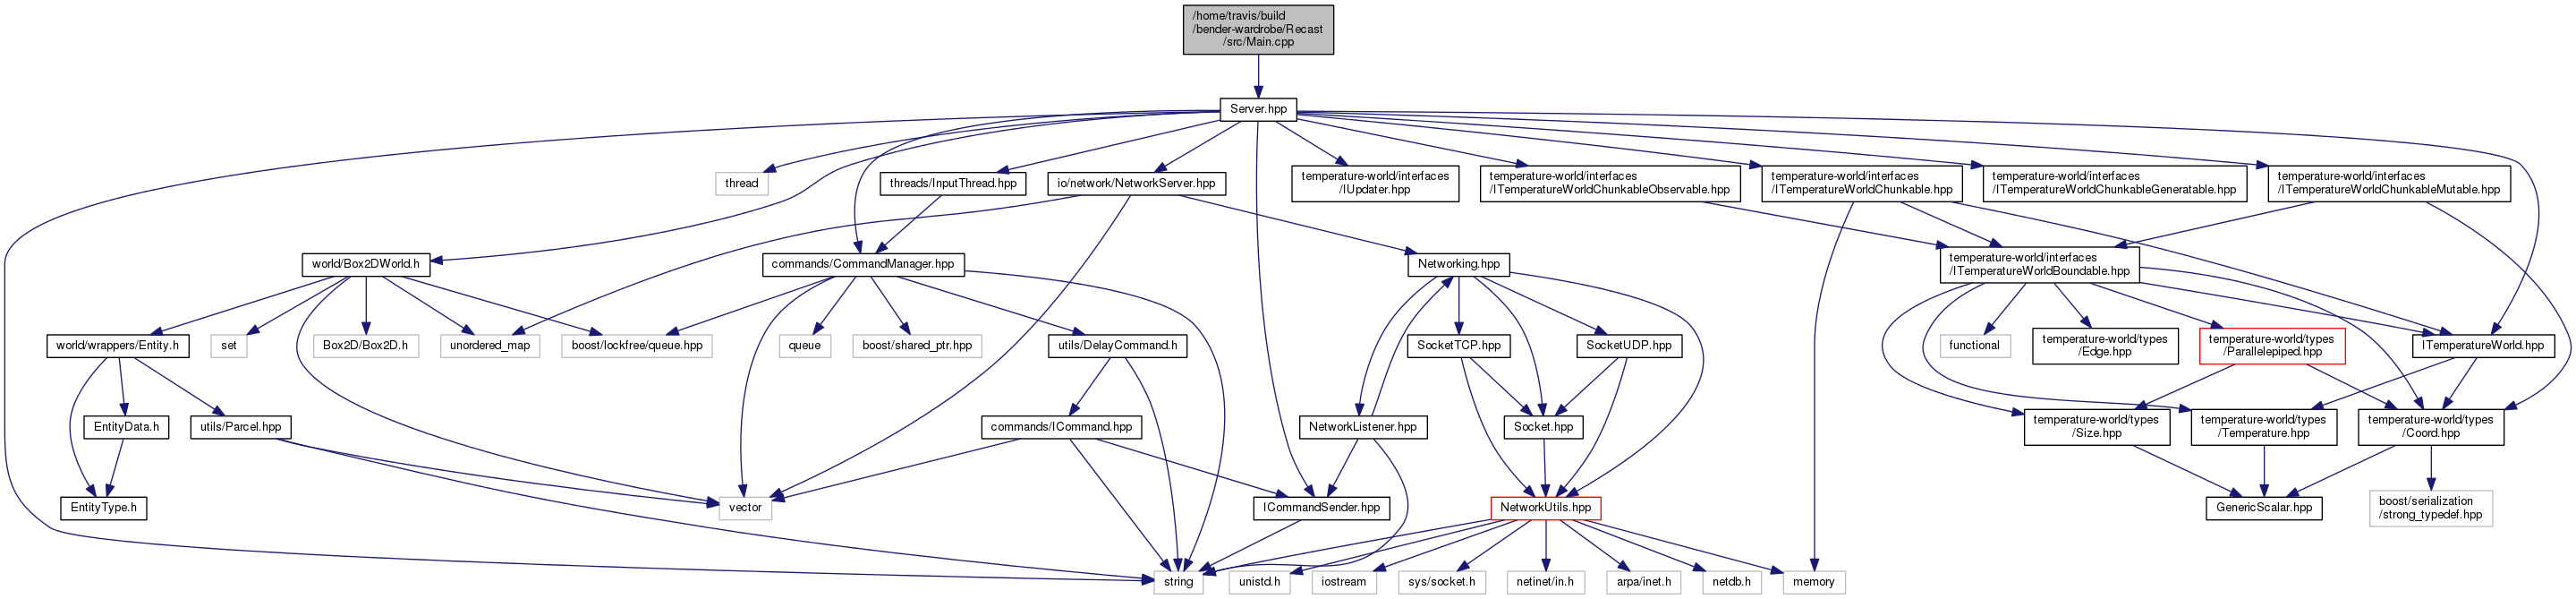 /home/travis/build
/bender-wardrobe/Recast
/src/Main.cpp
Server.hpp
thread
threads/InputThread.hpp
io/network/NetworkServer.hpp
temperature-world/interfaces
/IUpdater.hpp
temperature-world/interfaces
/ITemperatureWorldChunkableObservable.hpp
temperature-world/interfaces
/ITemperatureWorldChunkable.hpp
temperature-world/interfaces
/ITemperatureWorldChunkableGeneratable.hpp
temperature-world/interfaces
/ITemperatureWorldChunkableMutable.hpp
world/Box2DWorld.h
commands/CommandManager.hpp
Networking.hpp
temperature-world/interfaces
/ITemperatureWorldBoundable.hpp
world/wrappers/Entity.h
set
Box2D/Box2D.h
unordered_map
boost/lockfree/queue.hpp
queue
boost/shared_ptr.hpp
utils/DelayCommand.h
SocketTCP.hpp
SocketUDP.hpp
functional
temperature-world/types
/Edge.hpp
temperature-world/types
/Parallelepiped.hpp
ITemperatureWorld.hpp
EntityData.h
utils/Parcel.hpp
commands/ICommand.hpp
NetworkListener.hpp
Socket.hpp
temperature-world/types
/Size.hpp
temperature-world/types
/Temperature.hpp
temperature-world/types
/Coord.hpp
EntityType.h
vector
ICommandSender.hpp
NetworkUtils.hpp
GenericScalar.hpp
boost/serialization
/strong_typedef.hpp
string
unistd.h
iostream
sys/socket.h
netinet/in.h
arpa/inet.h
netdb.h
memory